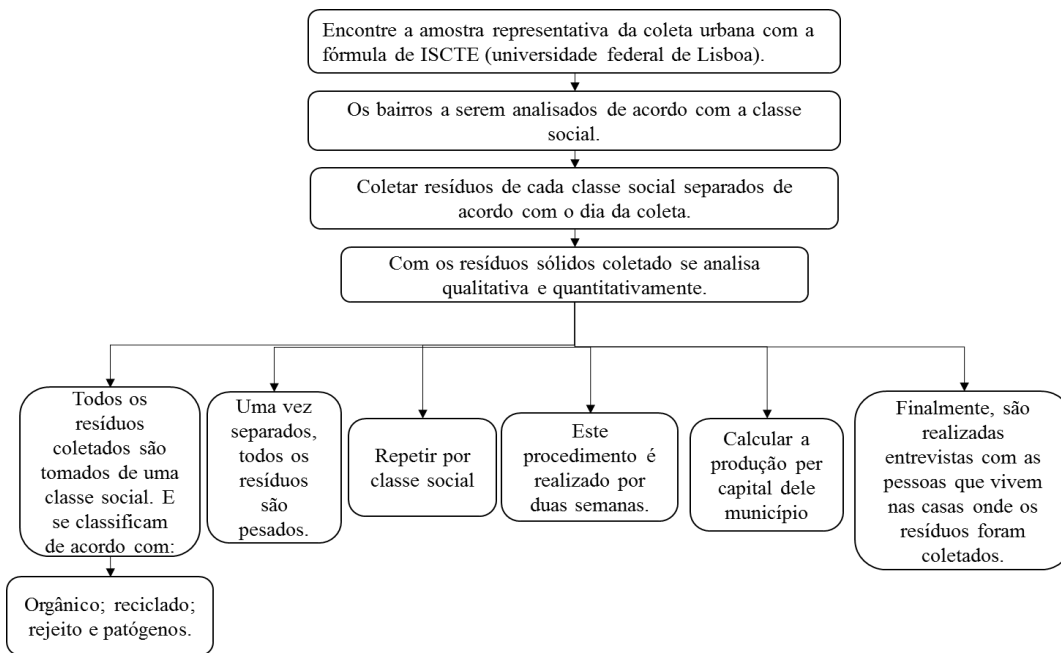 Encontre a amostra representativa da coleta urbana com a
fórmula de ISCTE (universidade federal de Lisboa).
Os bairros a serem analisados de acordo com a classe
social.
Coletar resíduos de cada classe social separados de
acordo com o dia da coleta.
Com os resíduos sólidos coletado se analisa
qualitativa e quantitativamente.
Todos os
resíduos
coletados são
tomados de uma
classe social. E
se classificam
de acordo com:
Uma vez
separados,
todos os
resíduos
são
pesados.
Repetir por
classe social
Este
procedimento é
realizado por
duas semanas.
Calcular a
produção per
capital dele
município
Finalmente, são
realizadas
entrevistas com as
pessoas que vivem
nas casas onde os
resíduos foram
coletados.
Orgânico; reciclado;
rejeito e patógenos.